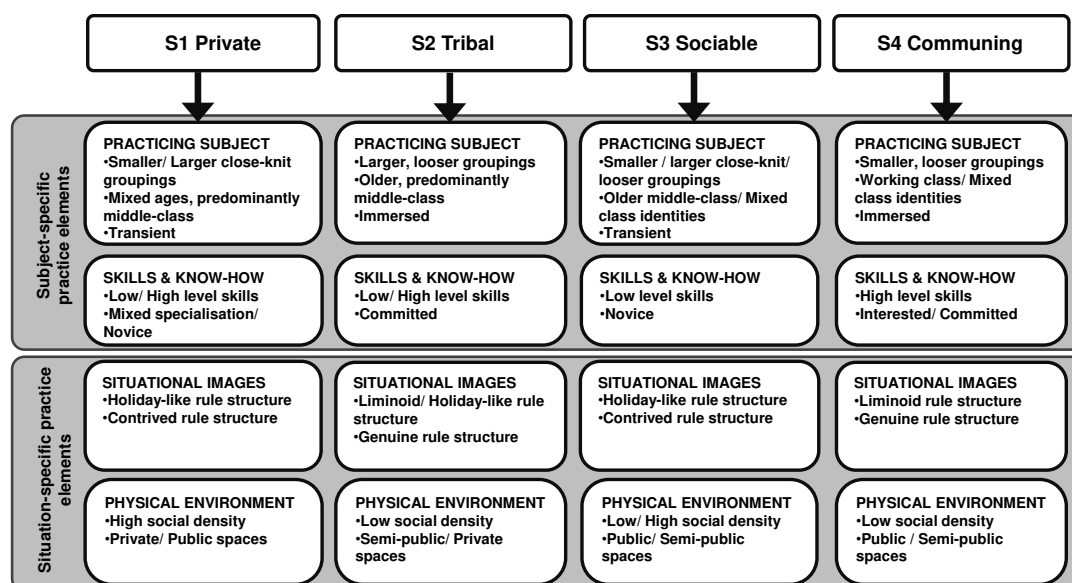 S1 Private
S2 Tribal
S3 Sociable
S4 Communing
Subject-specific
practice elements
PRACTICING SUBJECT
•Smaller/ Larger close-knit
groupings
•Mixed ages, predominantly
middle-class
•Transient
PRACTICING SUBJECT
•Larger, looser groupings
•Older, predominantly
middle-class
•Immersed
PRACTICING SUBJECT
•Smaller / larger close-knit/
looser groupings
•Older middle-class/ Mixed
class identities
•Transient
PRACTICING SUBJECT
•Smaller, looser groupings
•Working class/ Mixed
class identities
•Immersed
SKILLS & KNOW-HOW
•Low/ High level skills
•Mixed specialisation/
Novice
SKILLS & KNOW-HOW
•Low/ High level skills
•Committed
SKILLS & KNOW-HOW
•Low level skills
•Novice
SKILLS & KNOW-HOW
•High level skills
•Interested/ Committed
Situation-specific practice
elements
SITUATIONAL IMAGES
•Holiday-like rule structure
•Contrived rule structure
SITUATIONAL IMAGES
•Liminoid/ Holiday-like rule
structure
•Genuine rule structure
SITUATIONAL IMAGES
•Holiday-like rule structure
•Contrived rule structure
SITUATIONAL IMAGES
•Liminoid rule structure
•Genuine rule structure
PHYSICAL ENVIRONMENT
•High social density
•Private/ Public spaces
PHYSICAL ENVIRONMENT
•Low social density
•Semi-public/ Private
spaces
PHYSICAL ENVIRONMENT
•Low/ High social density
•Public/ Semi-public
spaces
PHYSICAL ENVIRONMENT
•Low social density
•Public / Semi-public
spaces